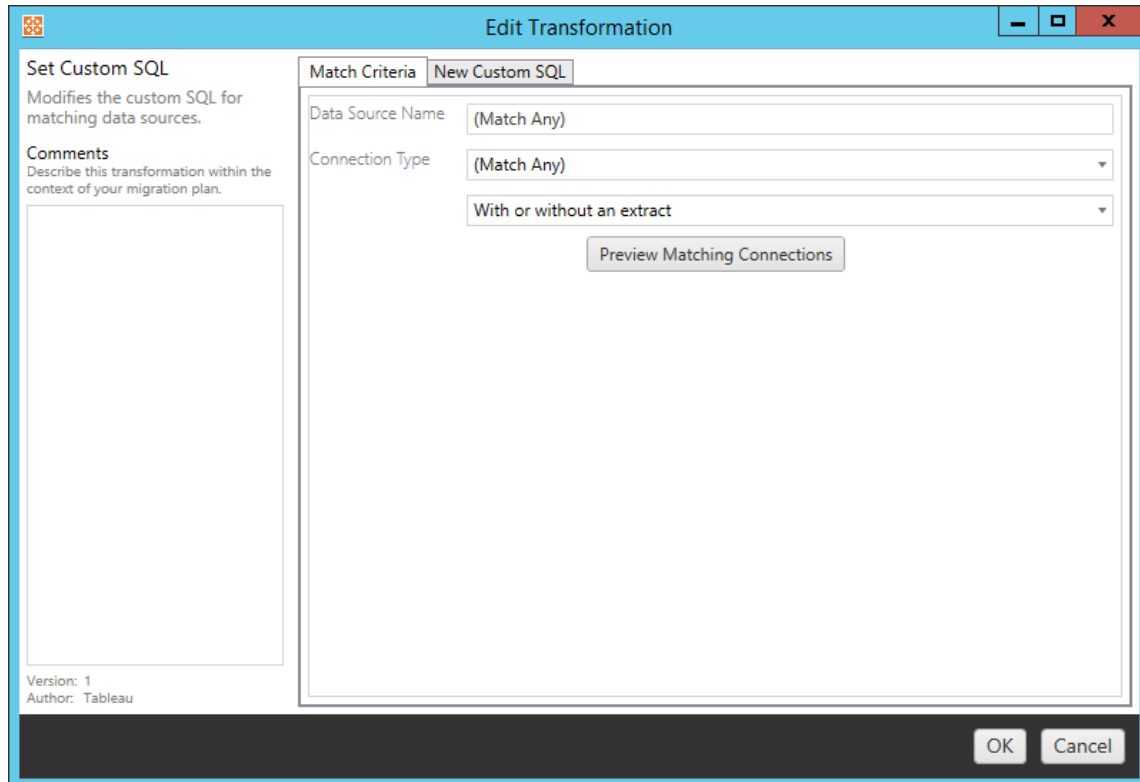 Edit Transformation
x
Set Custom SQL
Modifies the custom SQL for
matching data sources.
Comments
Describe this transformation within the
context of your migration plan.
Version: 1
Author: Tableau
Match Criteria
New Custom SQL
Data Source Name
(Match Any)
Connection Type
(Match Any)
With or without an extract
Preview Matching Connections
OK
Cancel